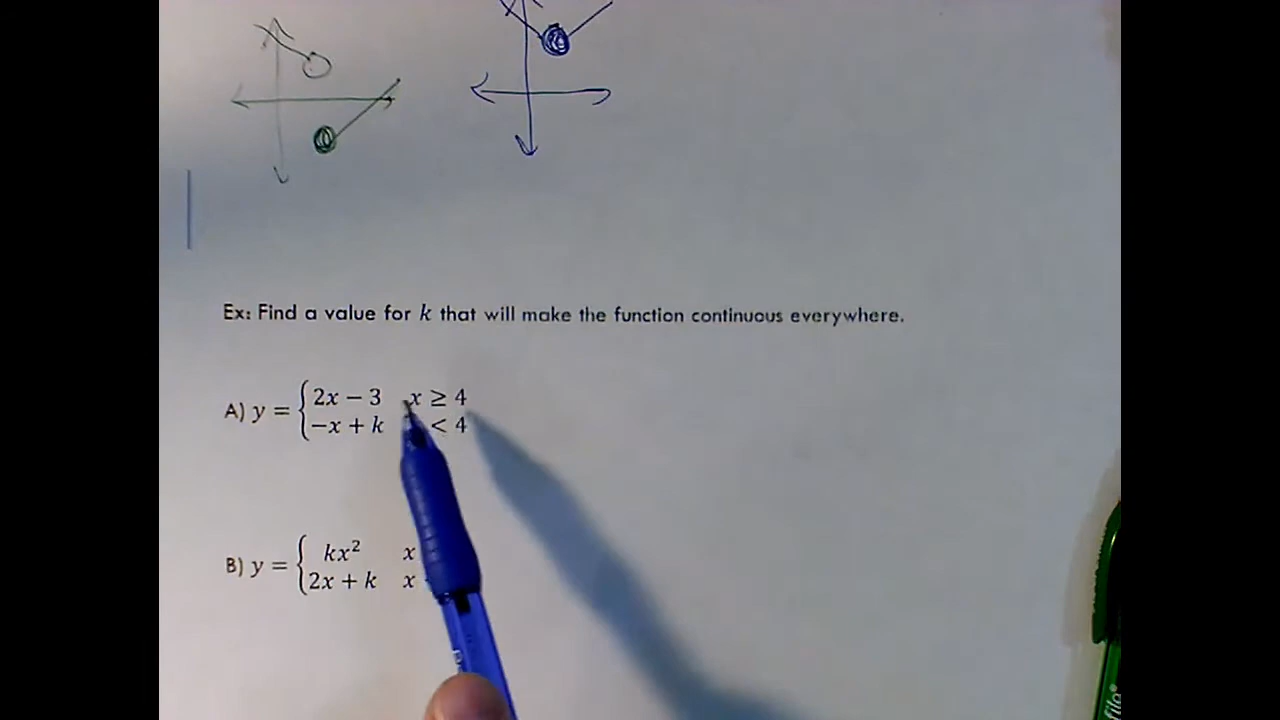 Ex: Find a value for k that will make the function continuous everywhere.
A) y = { 2x − 3 x ≥ 4
−x + k < 4
B) y = { kx² x
2x + k x